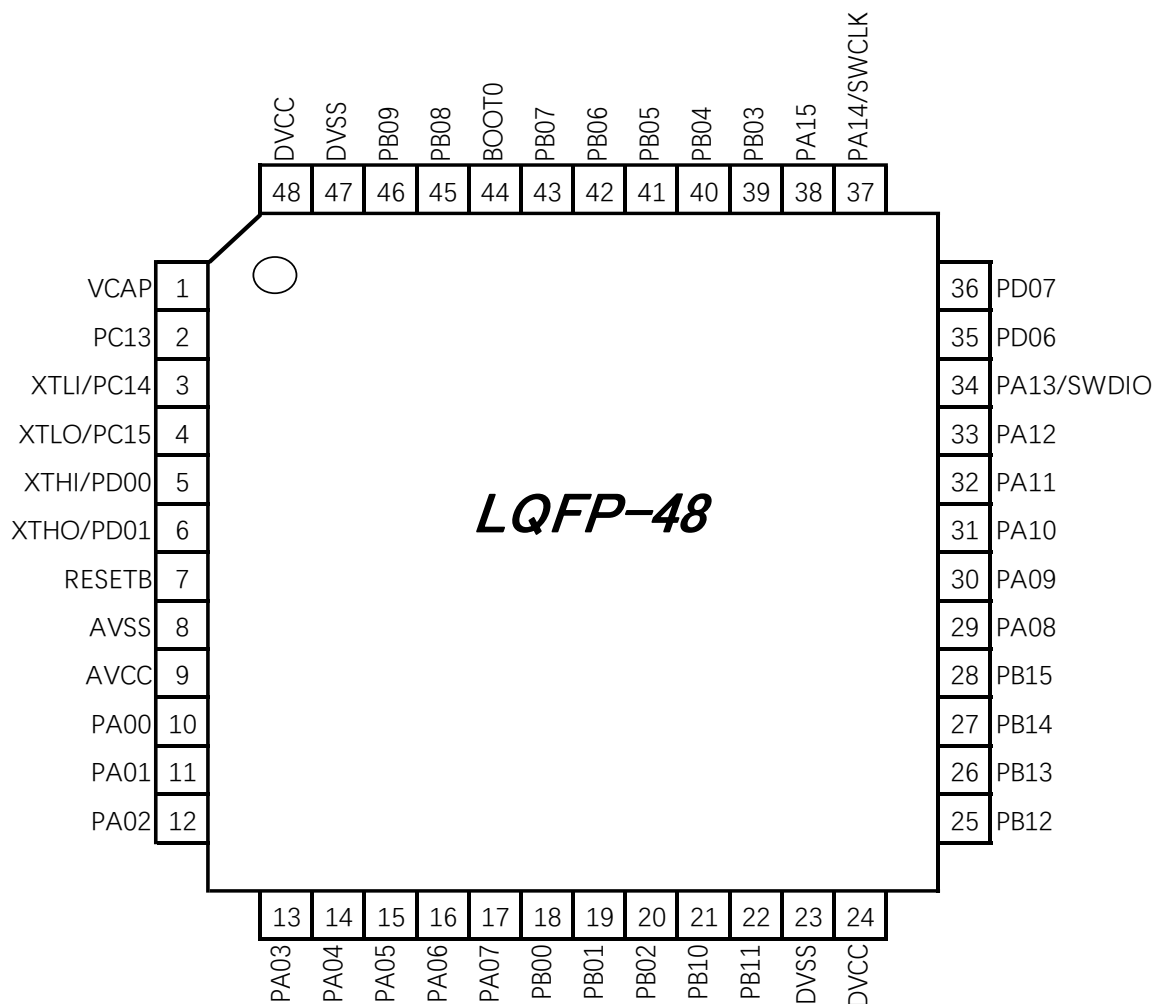 DVCC DVSS PB09 PB08 BOOT0 PB07 PB06 PB05 PB04 PB03 PA15 PA14/SWCLK
48 47 46 45 44 43 42 41 40 39 38 37
VCAP 1 36 PD07
PC13 2 35 PD06
XTLI/PC14 3 34 PA13/SWDIO
XTLO/PC15 4 33 PA12
XTHI/PD00 5 32 PA11
LQFP-48
XTHO/PD01 6 31 PA10
RESETB 7 30 PA09
AVSS 8 29 PA08
AVCC 9 28 PB15
PA00 10 27 PB14
PA01 11 26 PB13
PA02 12 25 PB12
13 14 15 16 17 18 19 20 21 22 23 24
PA03 PA04 PA05 PA06 PA07 PB00 PB01 PB02 PB10 PB11 DVSS DVCC